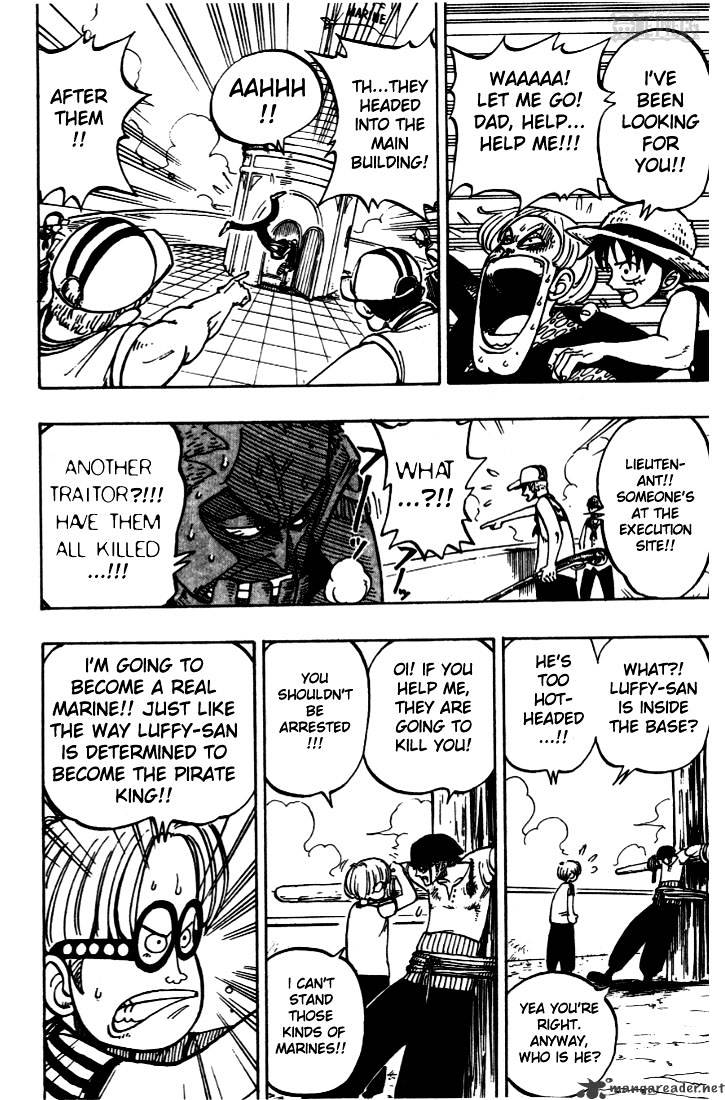 I'VE
BEEN
LOOKING
FOR
YOU!!
WAAAAA!
LET ME GO!
DAD, HELP...
HELP ME!!!
MARINE
TH...THEY
HEADED
INTO THE
MAIN
BUILDING!
AAHHH
!!
AFTER
THEM
!!
LIEUTEN-
ANT!!
SOMEONE'S
AT THE
EXECUTION
SITE!!
WHAT
...?!!
ANOTHER
TRAITOR?!!!
HAVE THEM
ALL KILLED
...!!!
WHAT?!
LUFFY-SAN
IS INSIDE
THE BASE?
HE'S
TOO
HOT-
HEADED
...!!
YEA YOU'RE
RIGHT.
ANYWAY,
WHO IS HE?
OI! IF YOU
HELP ME,
THEY ARE
GOING TO
KILL YOU!
YOU
SHOULDN'T
BE
ARRESTED
!!!
I CAN'T
STAND
THOSE
KINDS OF
MARINES!!
I'M GOING TO
BECOME A REAL
MARINE!! JUST LIKE
THE WAY LUFFY-SAN
IS DETERMINED TO
BECOME THE PIRATE
KING!!
mangareader.net